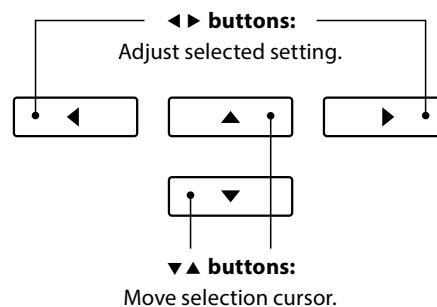 ◀ ▶ buttons:
Adjust selected setting.
◀
▲
▶
▼
▼ ▲ buttons:
Move selection cursor.